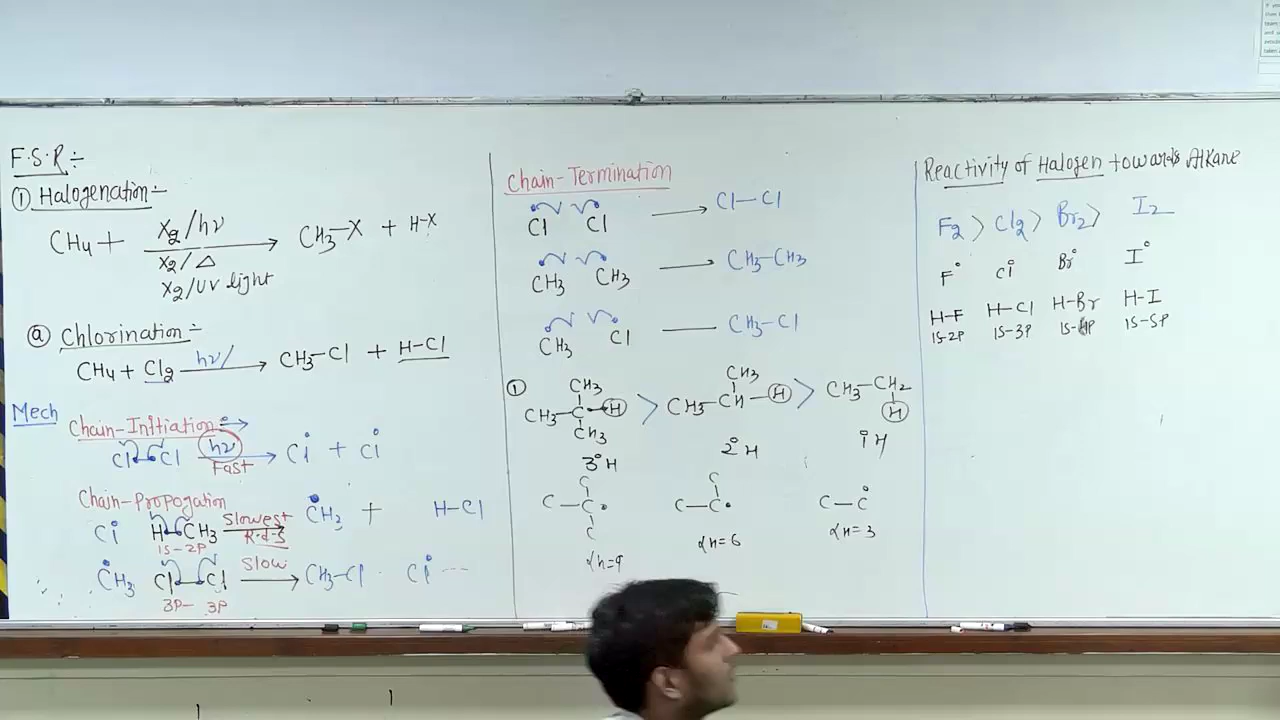 F.S.R÷
① Halogenation:-
CH4 + X2/hν → CH3-X + H-X
X2/△
X2/UV light
ⓐ Chlorination:-
CH4 + Cl2 hν/ → CH3-Cl + H-Cl
Mech
Chain-Initiation:-
Cl Cl hν → Cl• + Cl•
Fast
Chain-Propogation
Cl• H CH3 Slowest → •CH3 + H-Cl
1S-2P R.d.S
•CH3 Cl-Cl Slow → CH3-Cl . Cl• ---
3P- 3P
Chain-Termination
Cl Cl → Cl-Cl
CH3 CH3 → CH3-CH3
CH3 Cl — CH3-Cl
①
CH3 CH3
CH3-C-H > CH3-CH-H > CH3-CH2
CH3 H
3°H 2°H 1°H
C C
C-C• C-C• C-C•
C
αH=9 αH=6 αH=3
Reactivity of Halogen towards Alkane
F2 > Cl2 > Br2 > I2
F• Cl• Br• I•
H-F H-Cl H-Br H-I
1S-2P 1S-3P 1S-4P 1S-5P